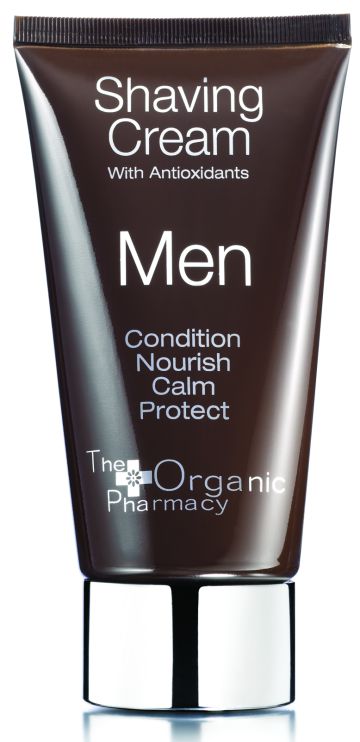 Shaving
Cream
With Antioxidants
Men
Condition
Nourish
Calm
Protect
The Organic
Pharmacy